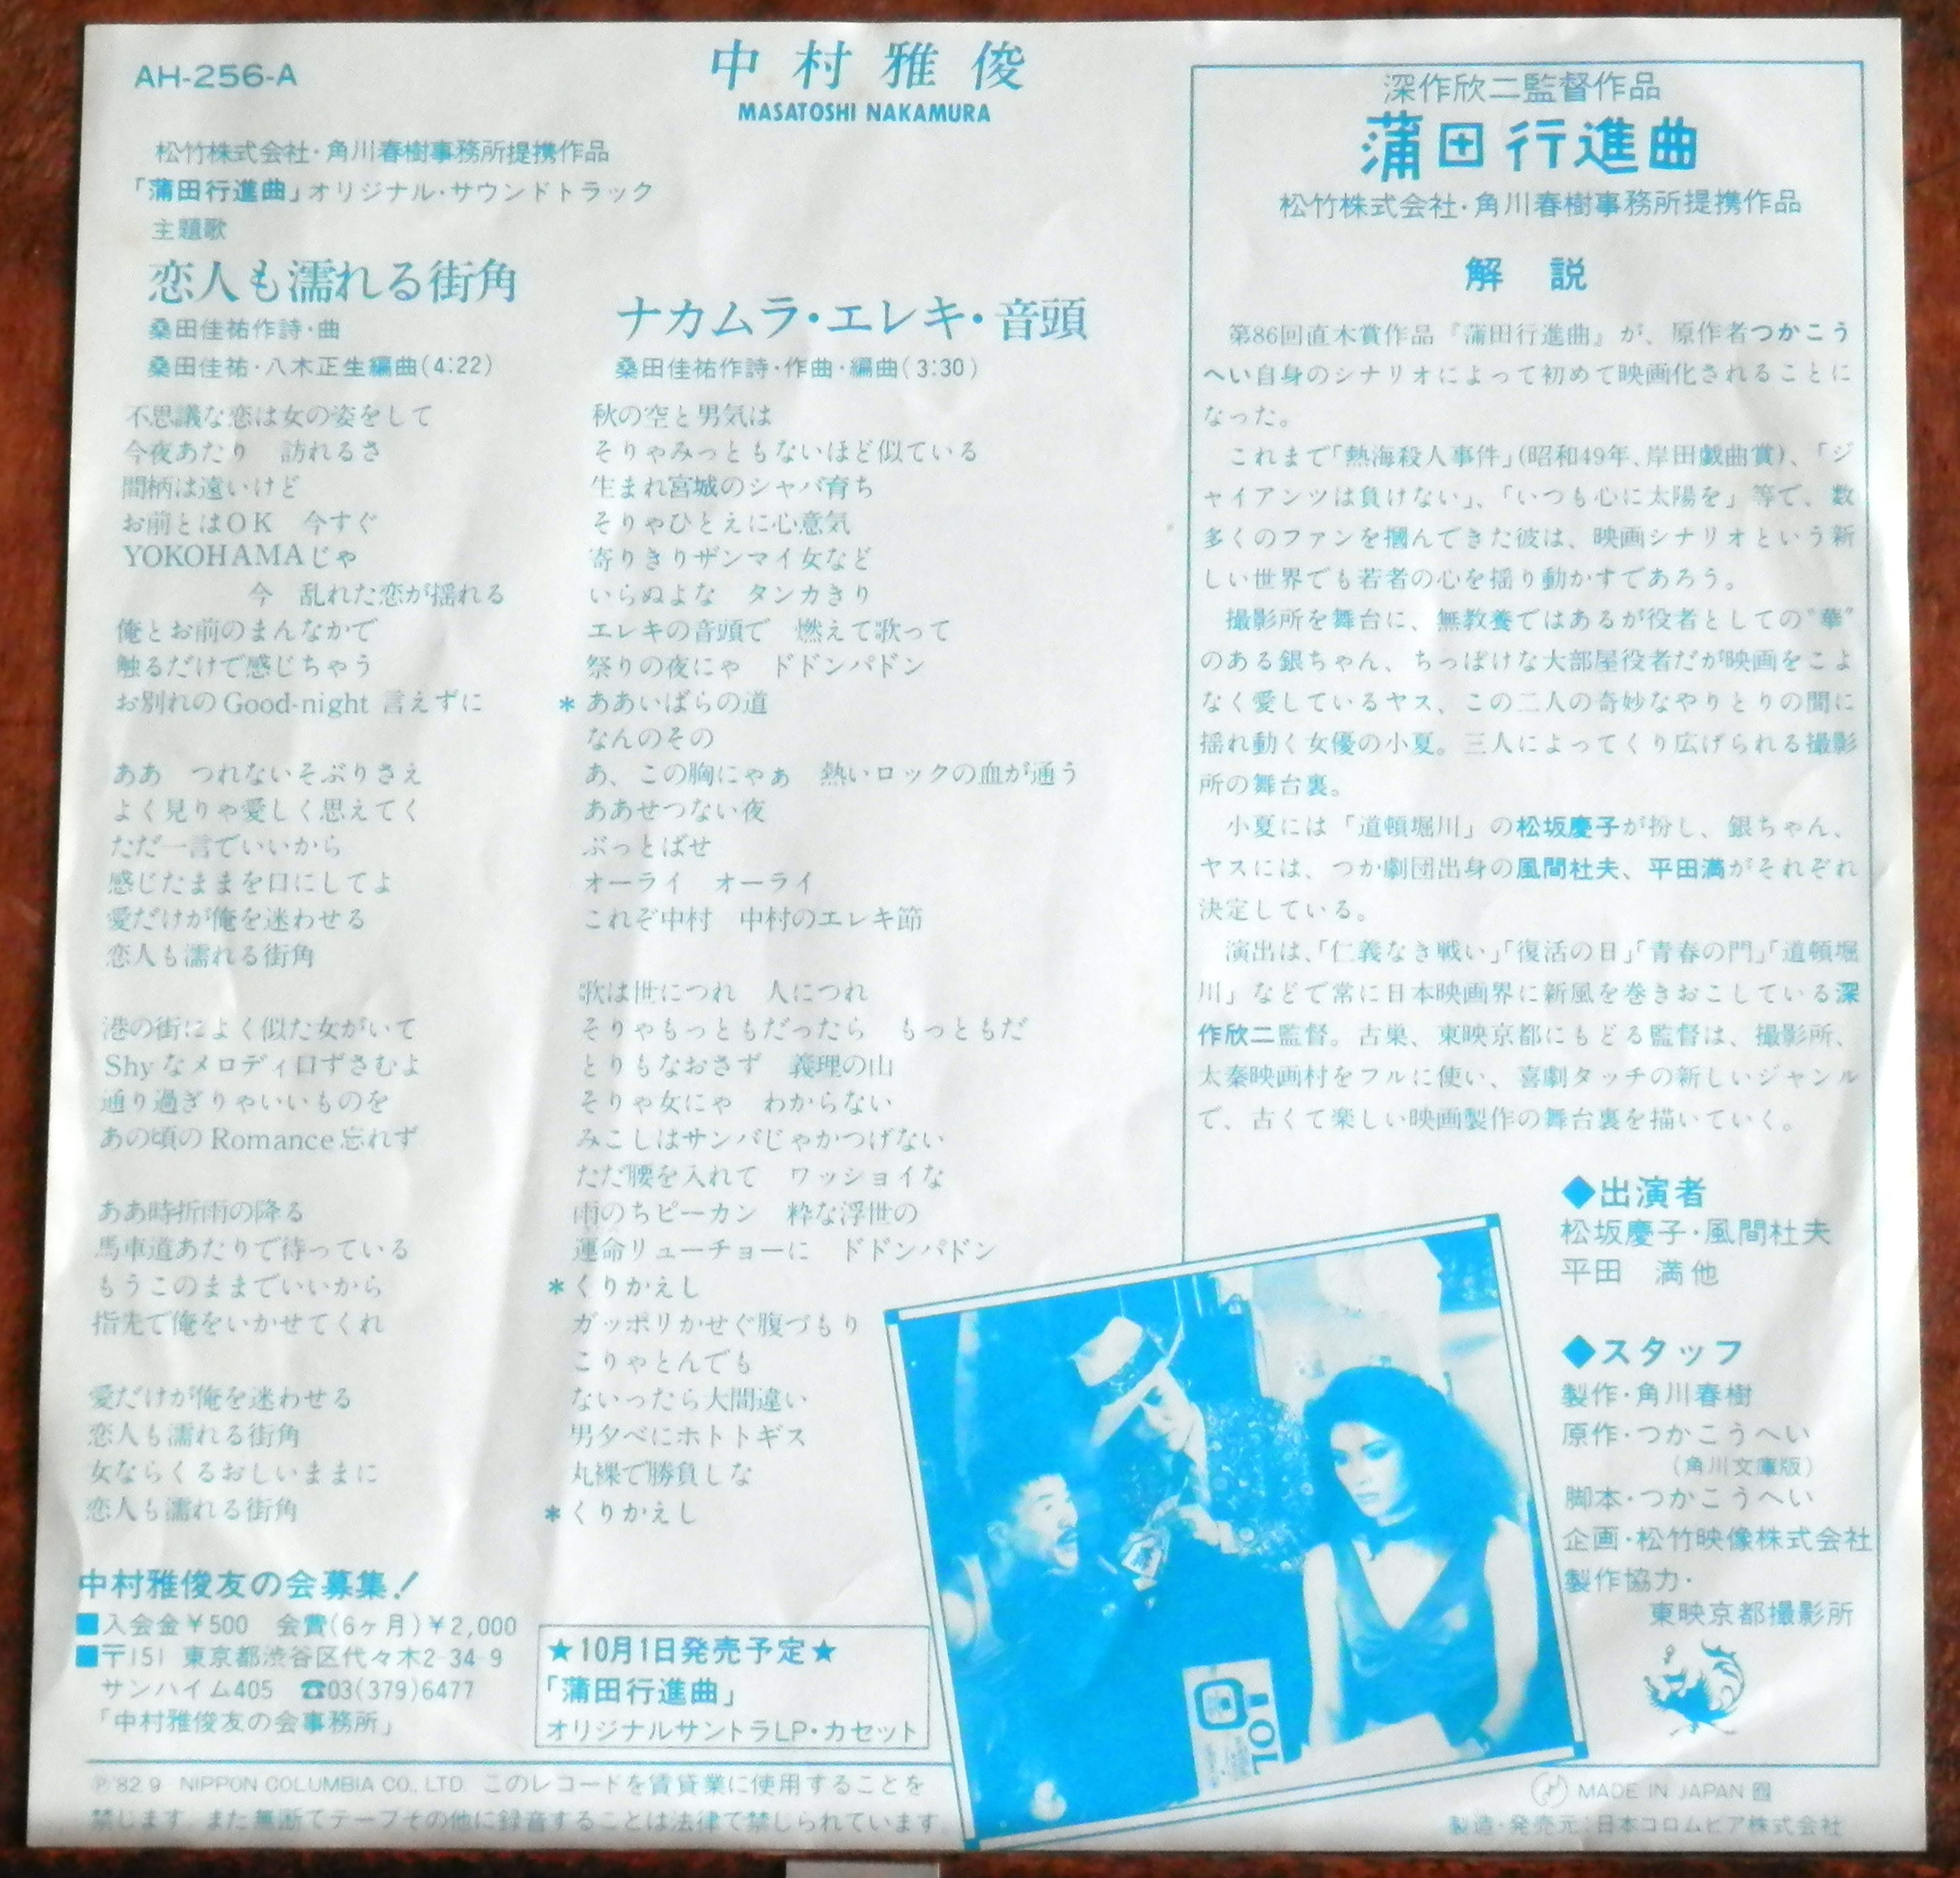 AH-256-A
中村雅俊
MASATOSHI NAKAMURA
松竹株式会社・角川春樹事務所提携作品
「蒲田行進曲」オリジナル・サウンドトラック
主題歌
恋人も濡れる街角
桑田佳祐作詩・曲
桑田佳祐・八木正生編曲(4:22)
不思議な恋は女の姿をして
今夜あたり　訪れるさ
間柄は遠いけど
お前とはOK　今すぐ
YOKOHAMAじゃ
今　乱れた恋が揺れる
俺とお前のまんなかで
触るだけで感じちゃう
お別れのGood-night 言えずに
ああ　つれないそぶりさえ
よく見りゃ愛しく思えてく
ただ一言でいいから
感じたままを口にしてよ
愛だけが俺を迷わせる
恋人も濡れる街角
港の街によく似た女がいて
Shyなメロディ口ずさむよ
通り過ぎりゃいいものを
あの頃のRomance忘れず
ああ時折雨の降る
馬車道あたりで待っている
もうこのままでいいから
指先で俺をいかせてくれ
愛だけが俺を迷わせる
恋人も濡れる街角
女ならくるおしいままに
恋人も濡れる街角
中村雅俊友の会募集!
■入会金￥500　会費(6ヶ月)￥2,000
■〒151 東京都渋谷区代々木2-34-9
サンハイム405　☎03(379)6477
「中村雅俊友の会事務所」
ナカムラ・エレキ・音頭
桑田佳祐作詩・作曲・編曲(3:30)
秋の空と男気は
そりゃみっともないほど似ている
生まれ宮城のシャバ育ち
そりゃひとえに心意気
寄りきりザンマイ女など
いらぬよな　タンカきり
エレキの音頭で　燃えて歌って
祭りの夜にゃ　ドドンパドン
＊ああいばらの道
なんのその
あ、この胸にゃぁ　熱いロックの血が通う
ああせつない夜
ぶっとばせ
オーライ　オーライ
これぞ中村　中村のエレキ節
歌は世につれ　人につれ
そりゃもっともだったら　もっともだ
とりもなおさず　義理の山
そりゃ女にゃ　わからない
みこしはサンバじゃかつげない
ただ腰を入れて　ワッショイな
雨のちピーカン　粋な浮世の
運命リューチョーに　ドドンパドン
＊くりかえし
ガッポリかせぐ腹づもり
こりゃとんでも
ないったら大間違い
男夕べにホトトギス
丸裸で勝負しな
＊くりかえし
★10月1日発売予定★
「蒲田行進曲」
オリジナルサントラLP・カセット
深作欣二監督作品
蒲田行進曲
松竹株式会社・角川春樹事務所提携作品
解説
第86回直木賞作品『蒲田行進曲』が、原作者つかこう
へい自身のシナリオによって初めて映画化されることに
なった。
これまで「熱海殺人事件」(昭和49年、岸田戯曲賞)、「ジ
ャイアンツは負けない」、「いつも心に太陽を」等で、数
多くのファンを摑んできた彼は、映画シナリオという新
しい世界でも若者の心を揺り動かすであろう。
撮影所を舞台に、無教養ではあるが役者としての“華”
のある銀ちゃん、ちっぽけな大部屋役者だが映画をこよ
なく愛しているヤス、この二人の奇妙なやりとりの間に
揺れ動く女優の小夏。三人によってくり広げられる撮影
所の舞台裏。
小夏には「道頓堀川」の松坂慶子が扮し、銀ちゃん、
ヤスには、つか劇団出身の風間杜夫、平田満がそれぞれ
決定している。
演出は、「仁義なき戦い」「復活の日」「青春の門」「道頓堀
川」などで常に日本映画界に新風を巻きおこしている深
作欣二監督。古巣、東映京都にもどる監督は、撮影所、
太秦映画村をフルに使い、喜劇タッチの新しいジャンル
で、古くて楽しい映画製作の舞台裏を描いていく。
◆出演者
松坂慶子・風間杜夫
平田　満他
◆スタッフ
製作・角川春樹
原作・つかこうへい
(角川文庫版)
脚本・つかこうへい
企画・松竹映像株式会社
製作協力・
東映京都撮影所
Ⓟ'82.9 NIPPON COLUMBIA CO., LTD. このレコードを賃貸業に使用することを
禁じます。また無断でテープその他に録音することは法律で禁じられています。
MADE IN JAPAN
製造・発売元:日本コロムビア株式会社